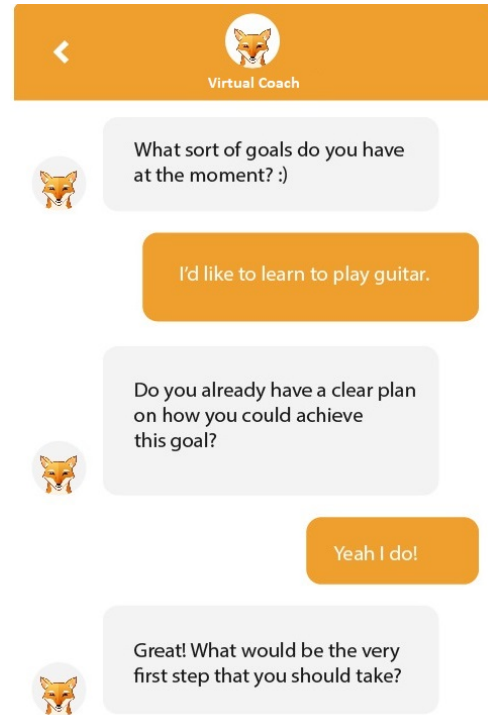 Virtual Coach
What sort of goals do you have
at the moment? :)
I'd like to learn to play guitar.
Do you already have a clear plan
on how you could achieve
this goal?
Yeah I do!
Great! What would be the very
first step that you should take?